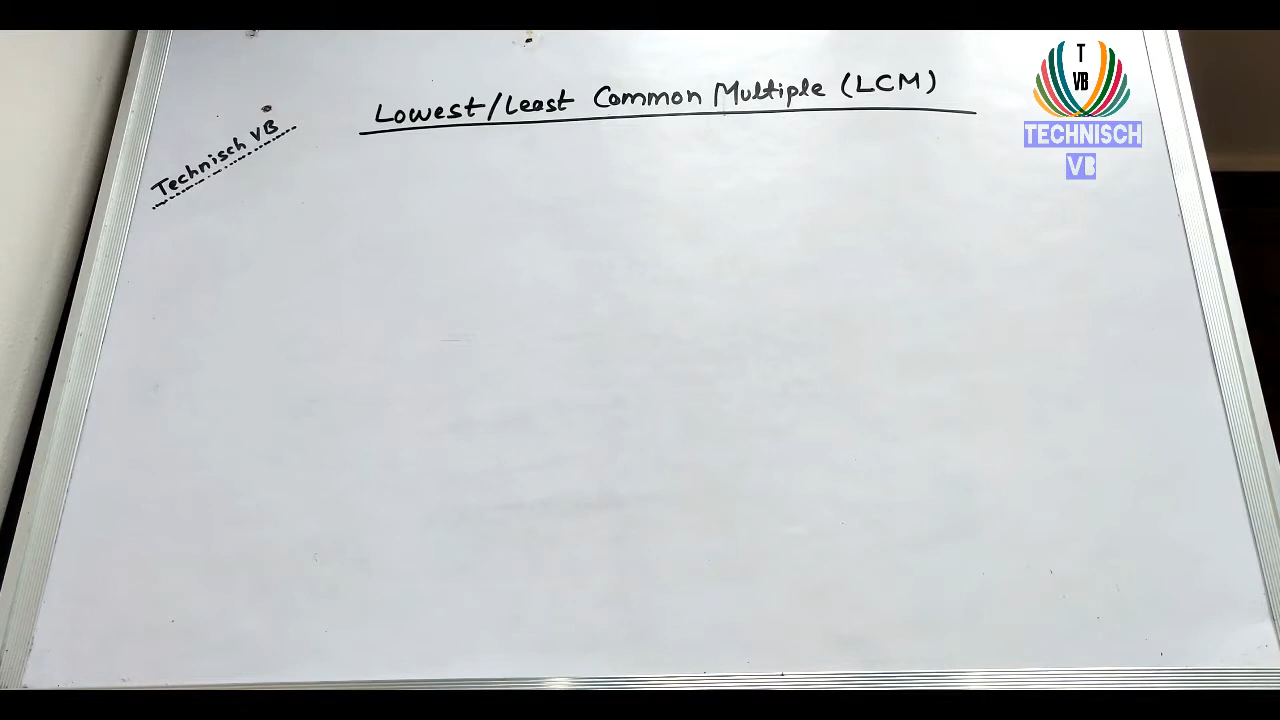 Lowest/Least Common Multiple (LCM)
Technisch VB
T
VB
TECHNISCH
VB